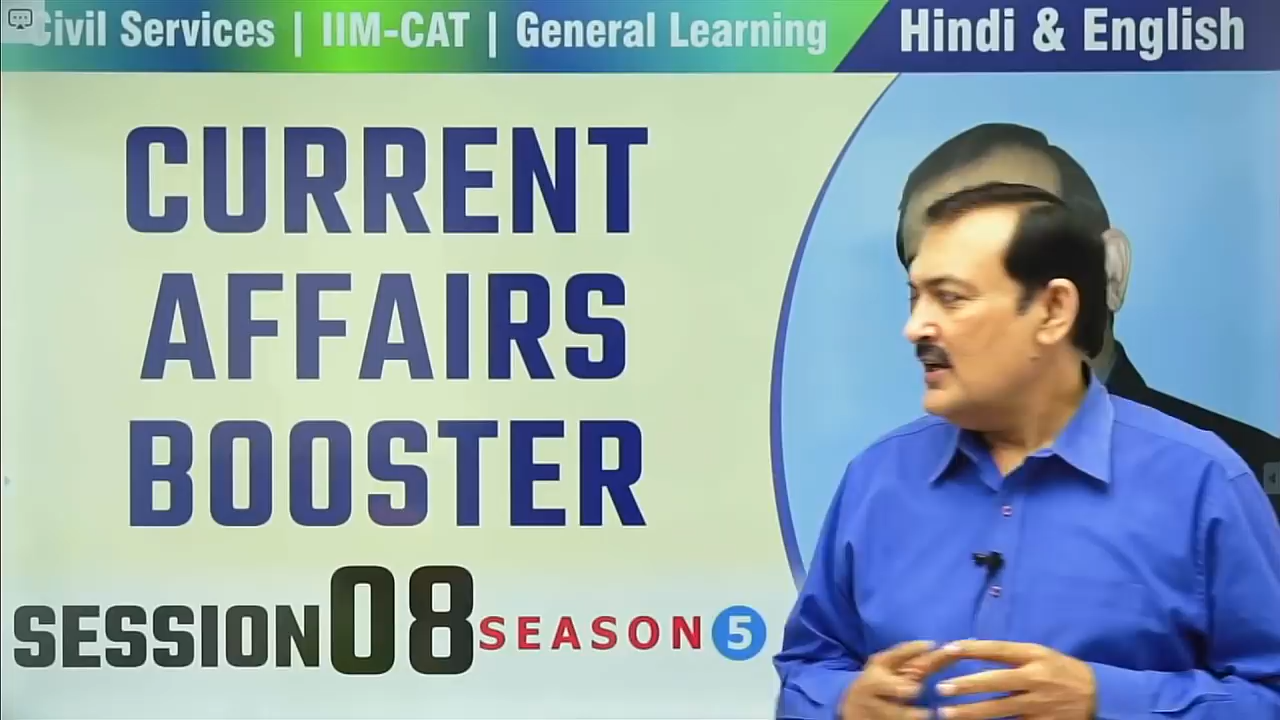 Civil Services | IIM-CAT | General Learning
Hindi & English
CURRENT
AFFAIRS
BOOSTER
SESSION 08 SEASON 5